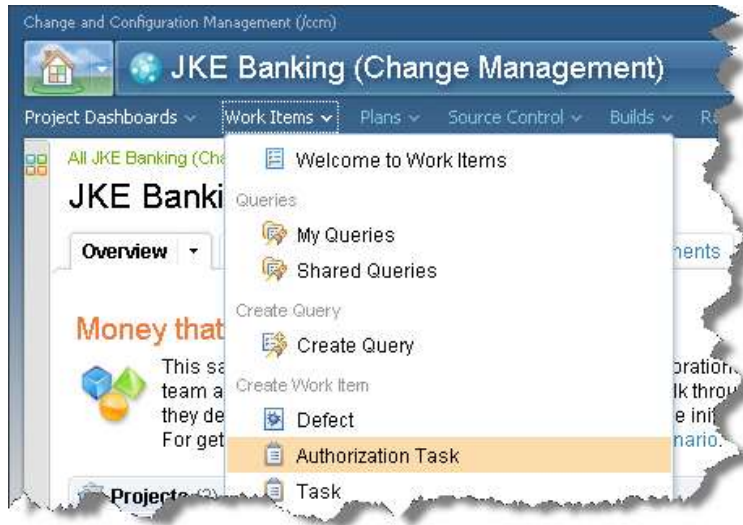 Change and Configuration Management (/ccm)
JKE Banking (Change Management)
Project Dashboards Work Items Plans Source Control Builds
All JKE Banking (Cha
Welcome to Work Items
JKE Banki
Queries
My Queries
Overview
ments
Shared Queries
Create Query
Money that
Create Query
This sa
oration
Create Work Item
team a
lk throu
Defect
they de
e init
For get
nario.
Authorization Task
Projects
Task